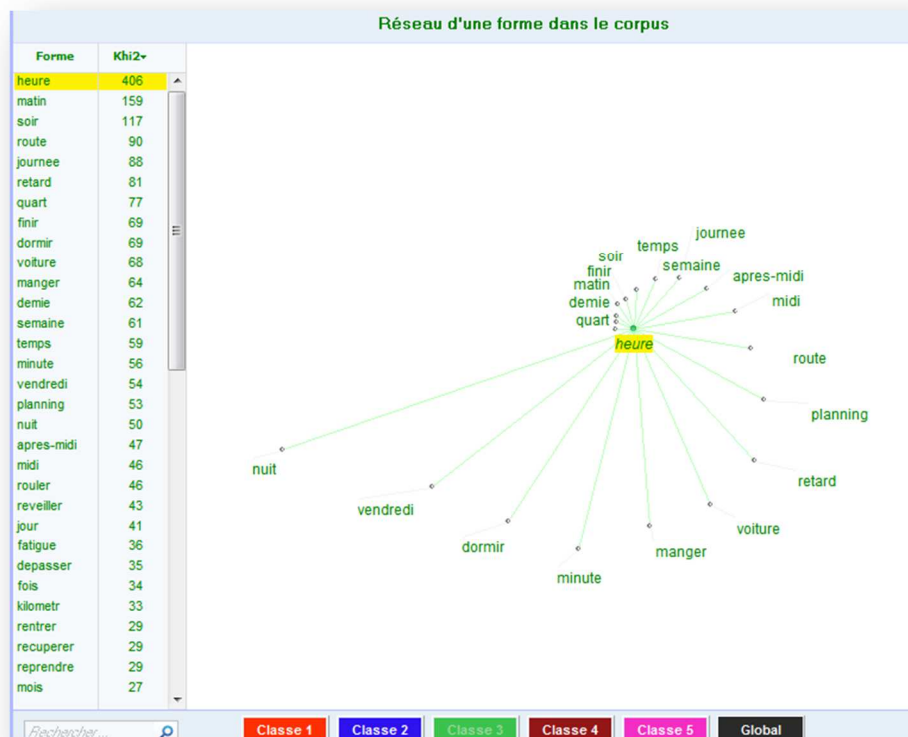 Réseau d'une forme dans le corpus
Forme Khi2
heure 406
matin 159
soir 117
route 90
journee 88
retard 81
quart 77
finir 69
dormir 69
voiture 68
manger 64
demie 62
semaine 61
temps 59
minute 56
vendredi 54
planning 53
nuit 50
apres-midi 47
midi 46
rouler 46
reveiller 43
jour 41
fatigue 36
depasser 35
fois 34
kilometr 33
rentrer 29
recuperer 29
reprendre 29
mois 27
journee
temps
soir
semaine
finir
apres-midi
matin
midi
demie
quart
heure
route
planning
nuit
retard
vendredi
voiture
dormir
manger
minute
Rechercher...
Classe 1 Classe 2 Classe 3 Classe 4 Classe 5 Global